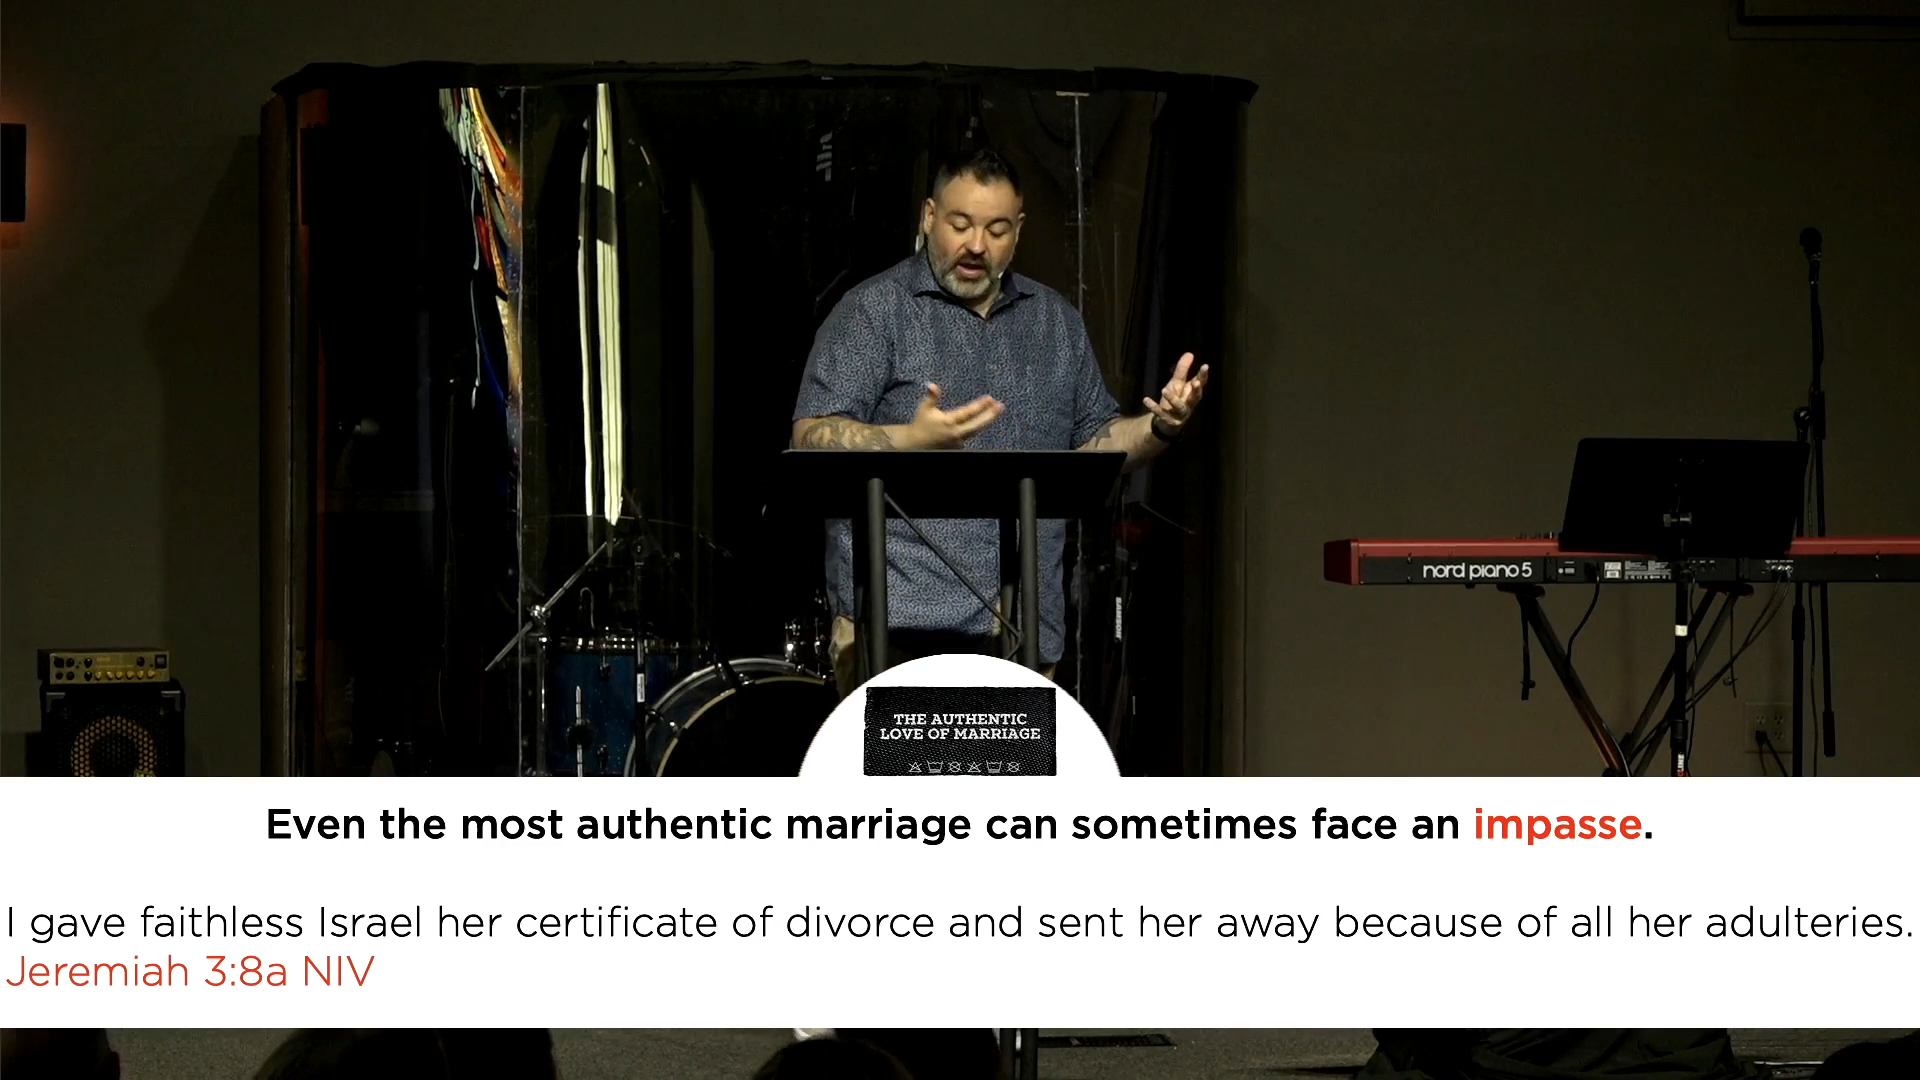 nord piano 5
SAMSON
THE AUTHENTIC
LOVE OF MARRIAGE
Even the most authentic marriage can sometimes face an impasse.
I gave faithless Israel her certificate of divorce and sent her away because of all her adulteries.
Jeremiah 3:8a NIV